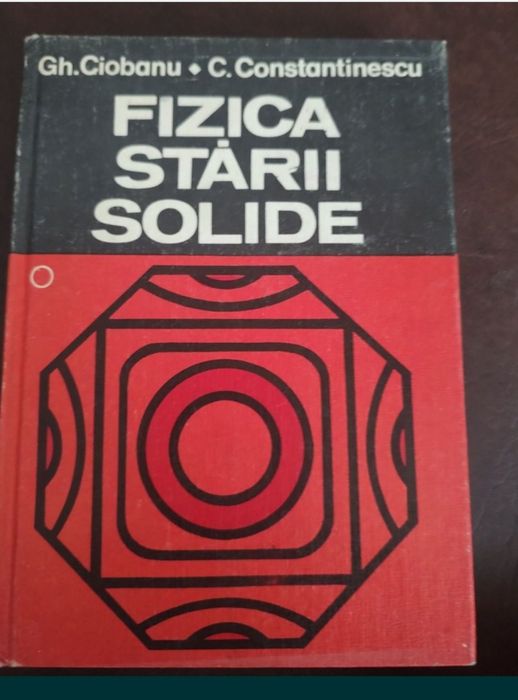 Gh.Ciobanu ◆ C.Constantinescu
FIZICA
STĂRII
SOLIDE